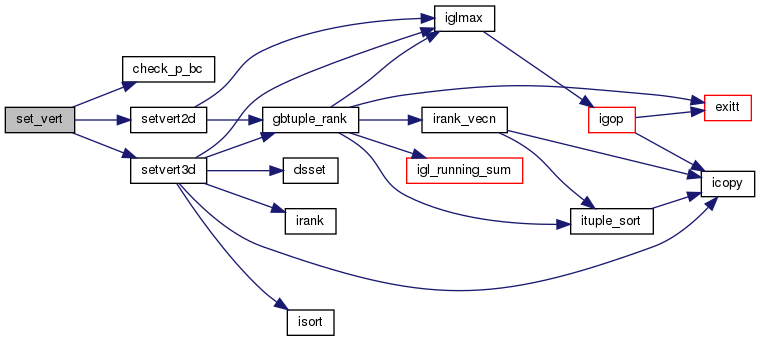 iglmax
check_p_bc
set_vert
setvert2d
gbtuple_rank
irank_vecn
igop
exitt
setvert3d
dsset
igl_running_sum
icopy
irank
ituple_sort
isort